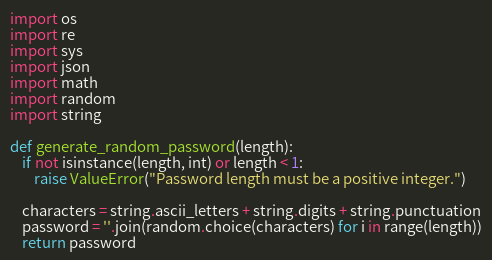 import os
import re
import sys
import json
import math
import random
import string

def generate_random_password(length):
    if not isinstance(length, int) or length < 1:
        raise ValueError("Password length must be a positive integer.")

    characters = string.ascii_letters + string.digits + string.punctuation
    password = ''.join(random.choice(characters) for i in range(length))
    return password